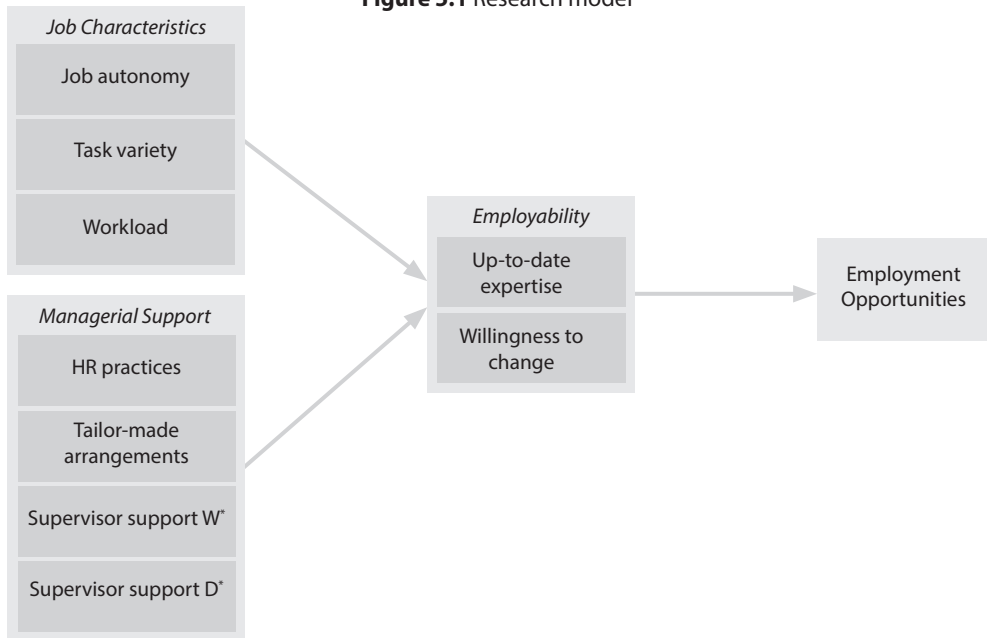 Figure 5.1 Research model
Job Characteristics
Job autonomy
Task variety
Workload
Managerial Support
HR practices
Tailor-made
arrangements
Supervisor support W*
Supervisor support D*
Employability
Up-to-date
expertise
Willingness to
change
Employment
Opportunities